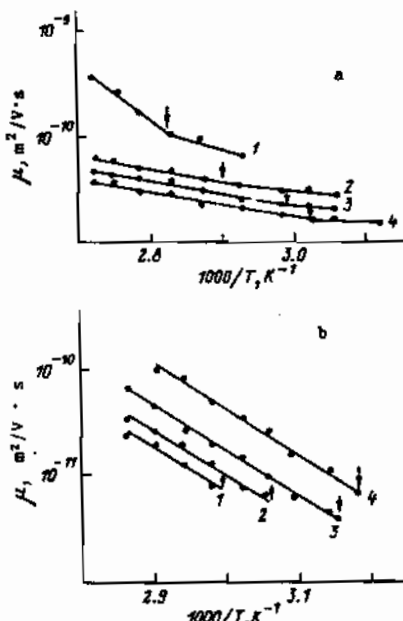 10⁻⁹
a
μ, m²/V·s
10⁻¹⁰
1
2
3
4
2.8 3.0
1000/T, K⁻¹
b
10⁻¹⁰
μ, m²/V·s
10⁻¹¹
1 2 3 4
2.9 3.1
1000/T, K⁻¹